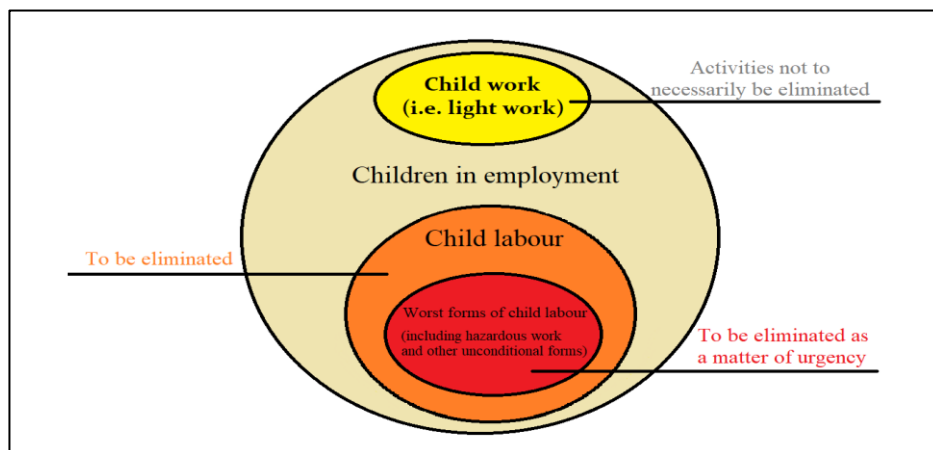 Child work
(i.e. light work)
Activities not to
necessarily be eliminated
Children in employment
Child labour
To be eliminated
Worst forms of child labour
(including hazardous work
and other unconditional forms)
To be eliminated as
a matter of urgency